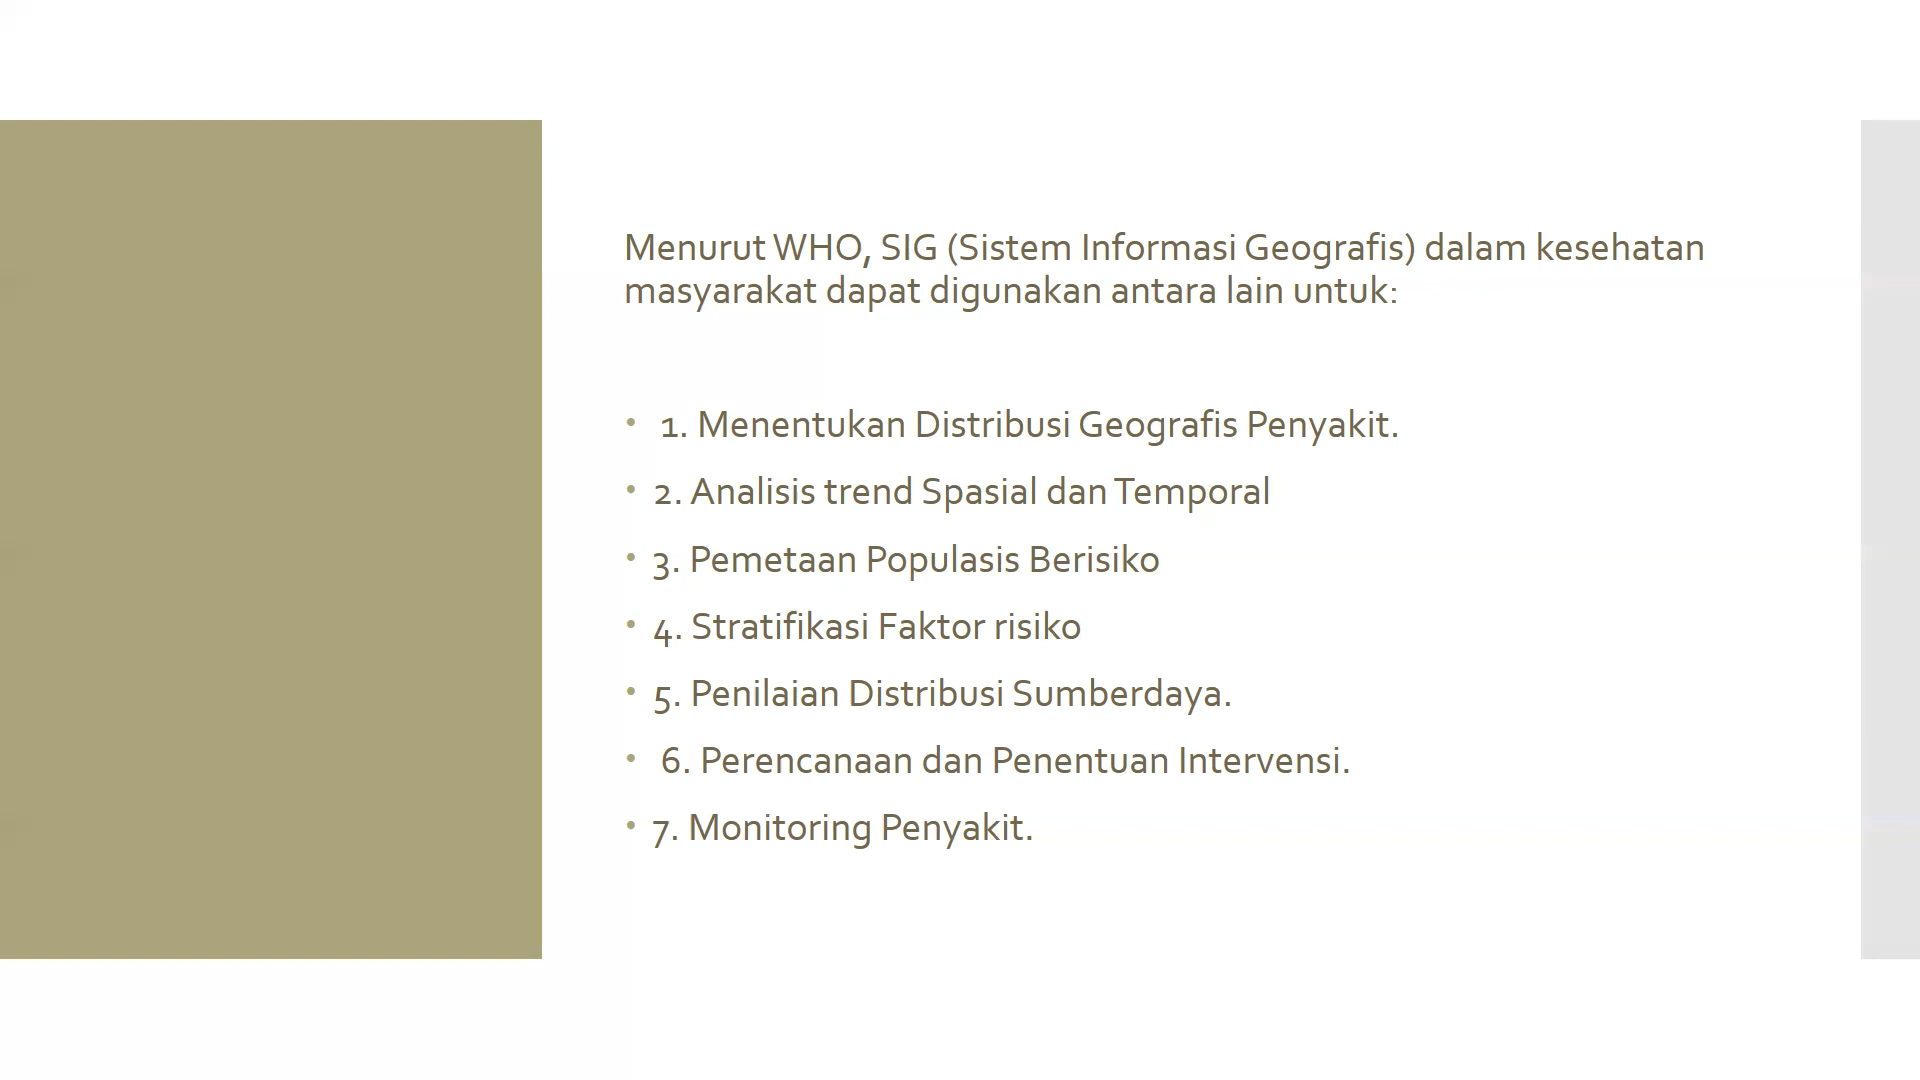 Menurut WHO, SIG (Sistem Informasi Geografis) dalam kesehatan
masyarakat dapat digunakan antara lain untuk:
• 1. Menentukan Distribusi Geografis Penyakit.
• 2. Analisis trend Spasial dan Temporal
• 3. Pemetaan Populasis Berisiko
• 4. Stratifikasi Faktor risiko
• 5. Penilaian Distribusi Sumberdaya.
• 6. Perencanaan dan Penentuan Intervensi.
• 7. Monitoring Penyakit.